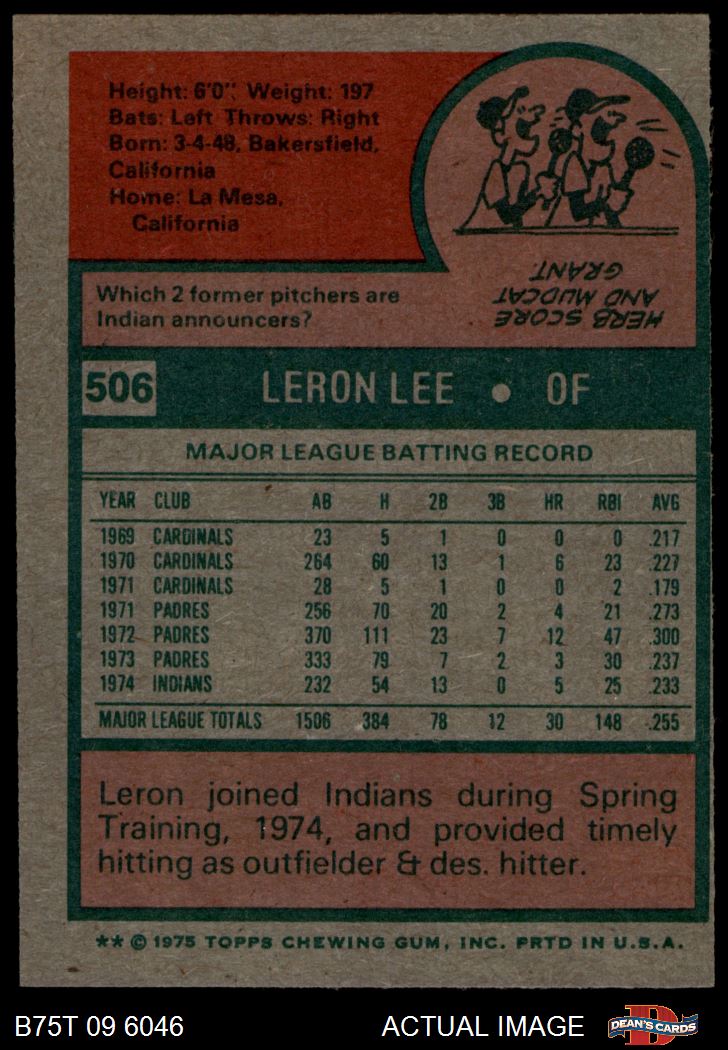 Height: 6'0"; Weight: 197
Bats: Left Throws: Right
Born: 3-4-48, Bakersfield,
California
Home: La Mesa,
California
Which 2 former pitchers are
Indian announcers?
HERB SCORE
AND MUDCAT
GRANT.
506 LERON LEE • OF
MAJOR LEAGUE BATTING RECORD
YEAR CLUB AB H 2B 3B HR RBI AVG
1969 CARDINALS 23 5 1 0 0 0 .217
1970 CARDINALS 264 60 13 1 6 23 .227
1971 CARDINALS 28 5 1 0 0 2 .179
1971 PADRES 256 70 20 2 4 21 .273
1972 PADRES 370 111 23 7 12 47 .300
1973 PADRES 333 79 7 2 3 30 .237
1974 INDIANS 232 54 13 0 5 25 .233
MAJOR LEAGUE TOTALS 1506 384 78 12 30 148 .255
Leron joined Indians during Spring
Training, 1974, and provided timely
hitting as outfielder & des. hitter.
** © 1975 TOPPS CHEWING GUM, INC. PRTD IN U.S.A.
B75T 09 6046 ACTUAL IMAGE D DEAN'S CARDS